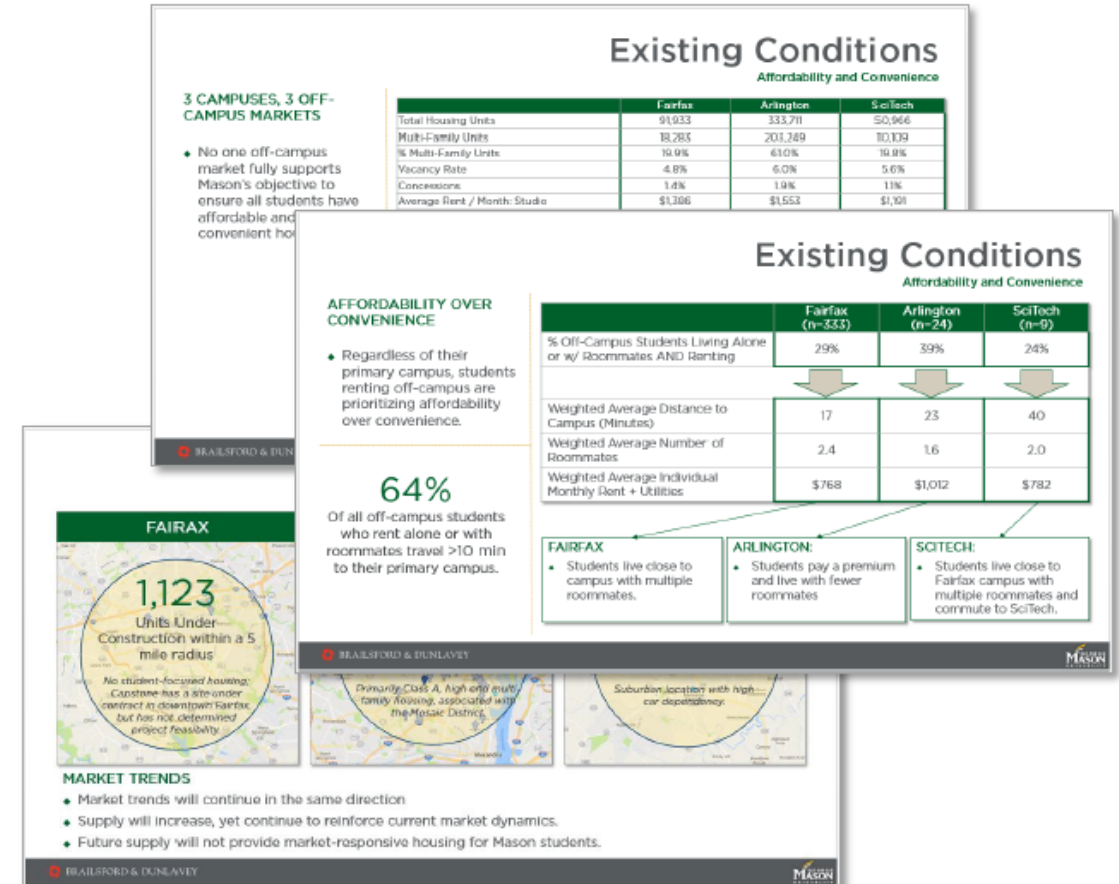 Existing Conditions
Affordability and Convenience
3 CAMPUSES, 3 OFF-
CAMPUS MARKETS
No one off-campus
market fully supports
Mason's objective to
ensure all students have
affordable and
convenient hou
Fairfax Arlington SciTech
Total Housing Units 91,933 333,711 50,966
Multi-Family Units 18,283 203,249 110,109
% Multi-Family Units 19.9% 61.0% 19.8%
Vacancy Rate 4.8% 6.0% 5.6%
Concessions 1.4% 1.9% 1.1%
Average Rent / Month: Studio $1,386 $1,553 $1,191
BRAILSFORD & DUN
Existing Conditions
Affordability and Convenience
AFFORDABILITY OVER
CONVENIENCE
Regardless of their
primary campus, students
renting off-campus are
prioritizing affordability
over convenience.
64%
Of all off-campus students
who rent alone or with
roommates travel >10 min
to their primary campus.
Fairfax Arlington SciTech
(n=333) (n=24) (n=9)
% Off-Campus Students Living Alone
or w/ Roommates AND Renting
29% 39% 24%
Weighted Average Distance to
Campus (Minutes)
17 23 40
Weighted Average Number of
Roommates
2.4 1.6 2.0
Weighted Average Individual
Monthly Rent + Utilities
$768 $1,012 $782
FAIRFAX
Students live close to
campus with multiple
roommates.
ARLINGTON:
Students pay a premium
and live with fewer
roommates
SCITECH:
Students live close to
Fairfax campus with
multiple roommates and
commute to SciTech.
BRAILSFORD & DUNLAVEY
MASON
FAIRAX
1,123
Units Under
Construction within a 5
mile radius
No student-focused housing;
Capstone has a site under
contract in downtown Fairfax,
but has not determined
project feasibility.
Primarily Class A, high end multi-
family housing, associated with
the Mosaic District.
Suburban location with high
car dependency.
MARKET TRENDS
Market trends will continue in the same direction
Supply will increase, yet continue to reinforce current market dynamics.
Future supply will not provide market-responsive housing for Mason students.
BRAILSFORD & DUNLAVEY
MASON